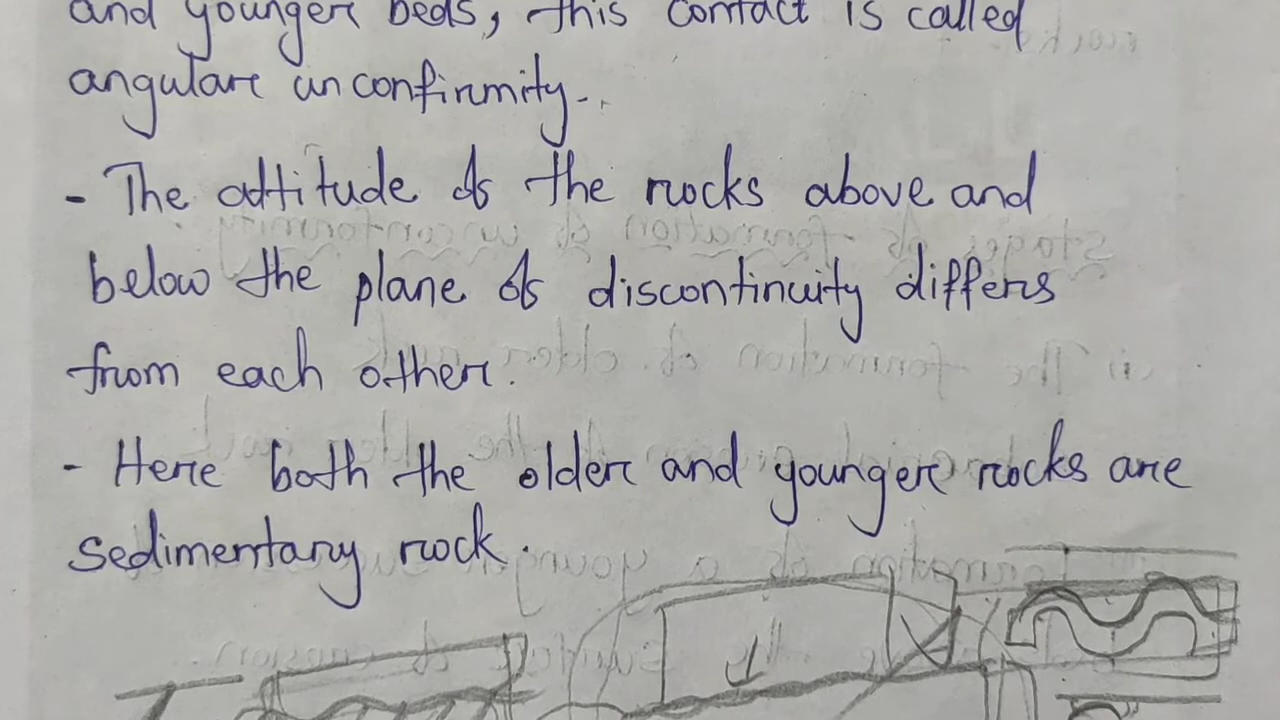 and younger beds, this contact is called
angular unconfirmity.
- The attitude of the rocks above and
below the plane of discontinuity differs
from each other.
- Here both the older and younger rocks are
sedimentary rock.